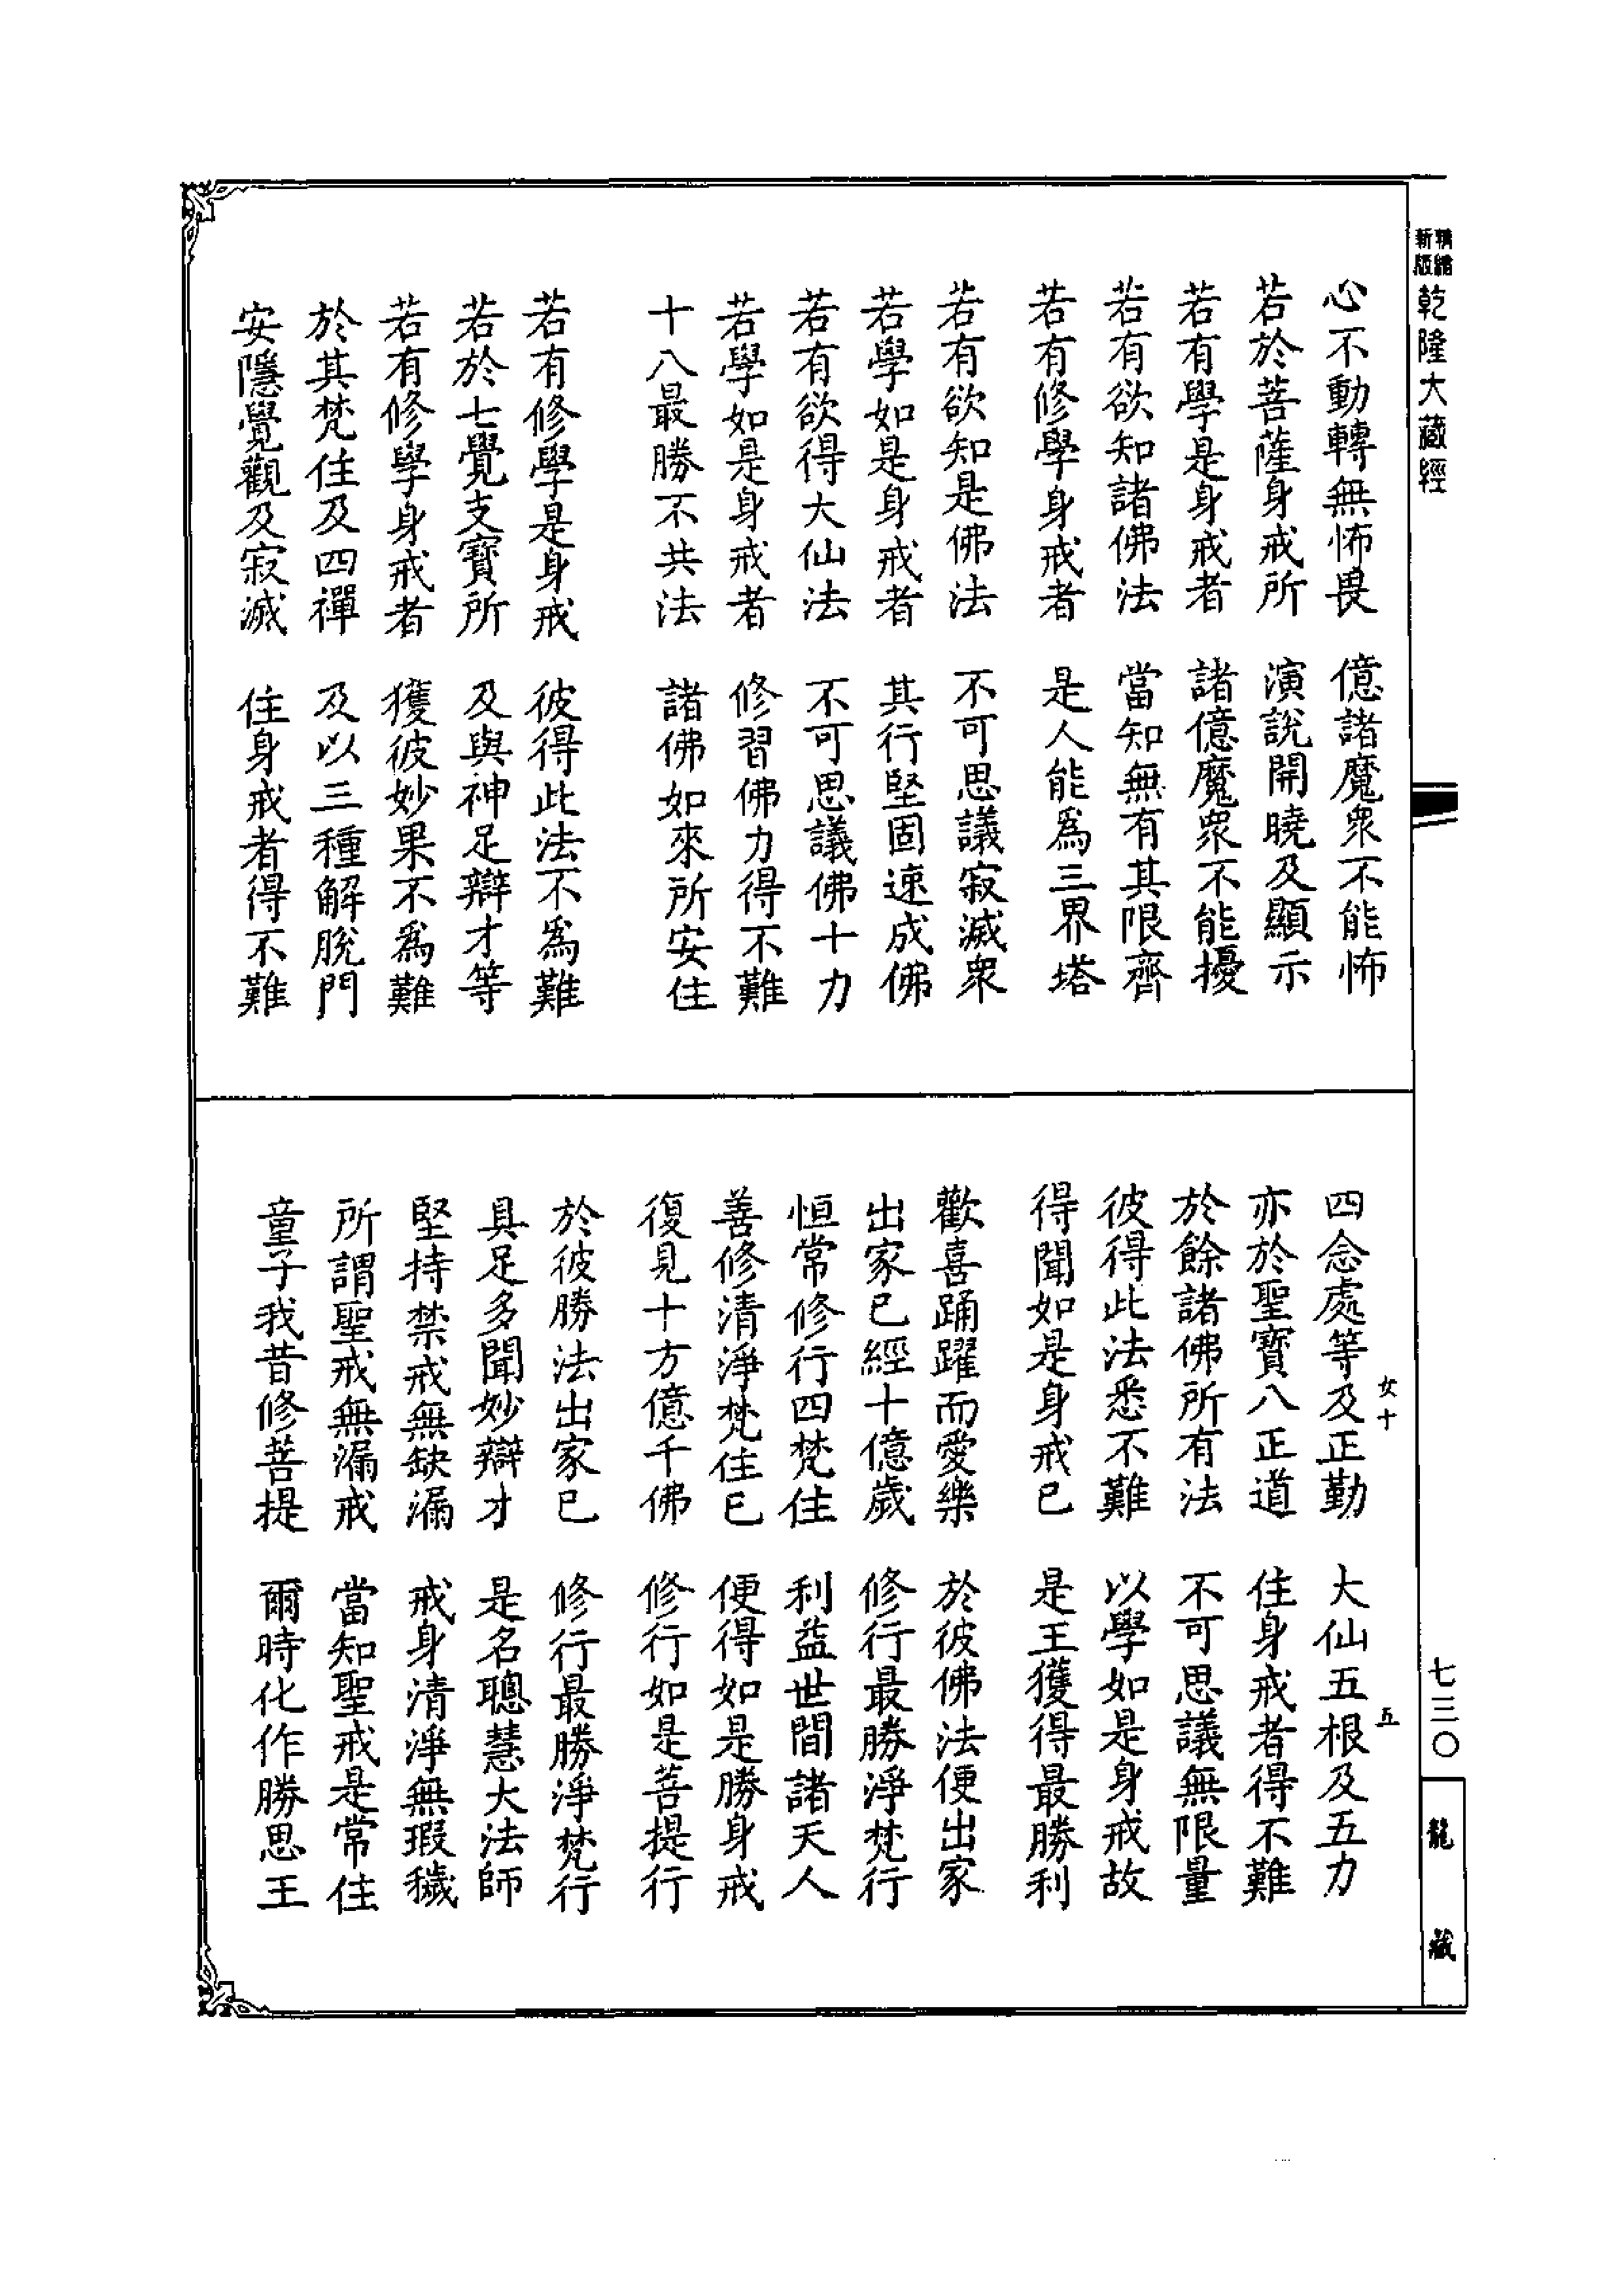 精繡新版
乾隆大藏經
心不動轉無怖畏 億諸魔衆不能怖
若於菩薩身戒所 演説開曉及顯示
若有學是身戒者 諸億魔衆不能擾
若有欲知諸佛法 當知無有其限齊
若有修學身戒者 是人能爲三界塔
若有欲知是佛法 不可思議寂滅衆
若學如是身戒者 其行堅固速成佛
若有欲得大仙法 不可思議佛十力
若學如是身戒者 修習佛力得不難
十八最勝不共法 諸佛如來所安住
若有修學是身戒 彼得此法不爲難
若於七覺支寶所 及與神足辯才等
若有修學身戒者 獲彼妙果不爲難
於其梵住及四禪 及以三種解脫門
安隱覺觀及寂滅 住身戒者得不難
四念處等及正勤 大仙五根及五力
女十 五
亦於聖寶八正道 住身戒者得不難
於餘諸佛所有法 不可思議無限量
彼得此法悉不難 以學如是身戒故
得聞如是身戒已 是王獲得最勝利
歡喜踊躍而愛樂 於彼佛法便出家
出家已經十億歲 修行最勝淨梵行
恒常修行四梵住 利益世間諸天人
善修清淨梵住已 便得如是勝身戒
復見十方億千佛 修行如是菩提行
於彼勝法出家已 修行最勝淨梵行
具足多聞妙辯才 是名聰慧大法師
堅持禁戒無缺漏 戒身清淨無瑕穢
所謂聖戒無漏戒 當知聖戒是常住
童子我昔修菩提 爾時化作勝思王
七三〇
龍藏